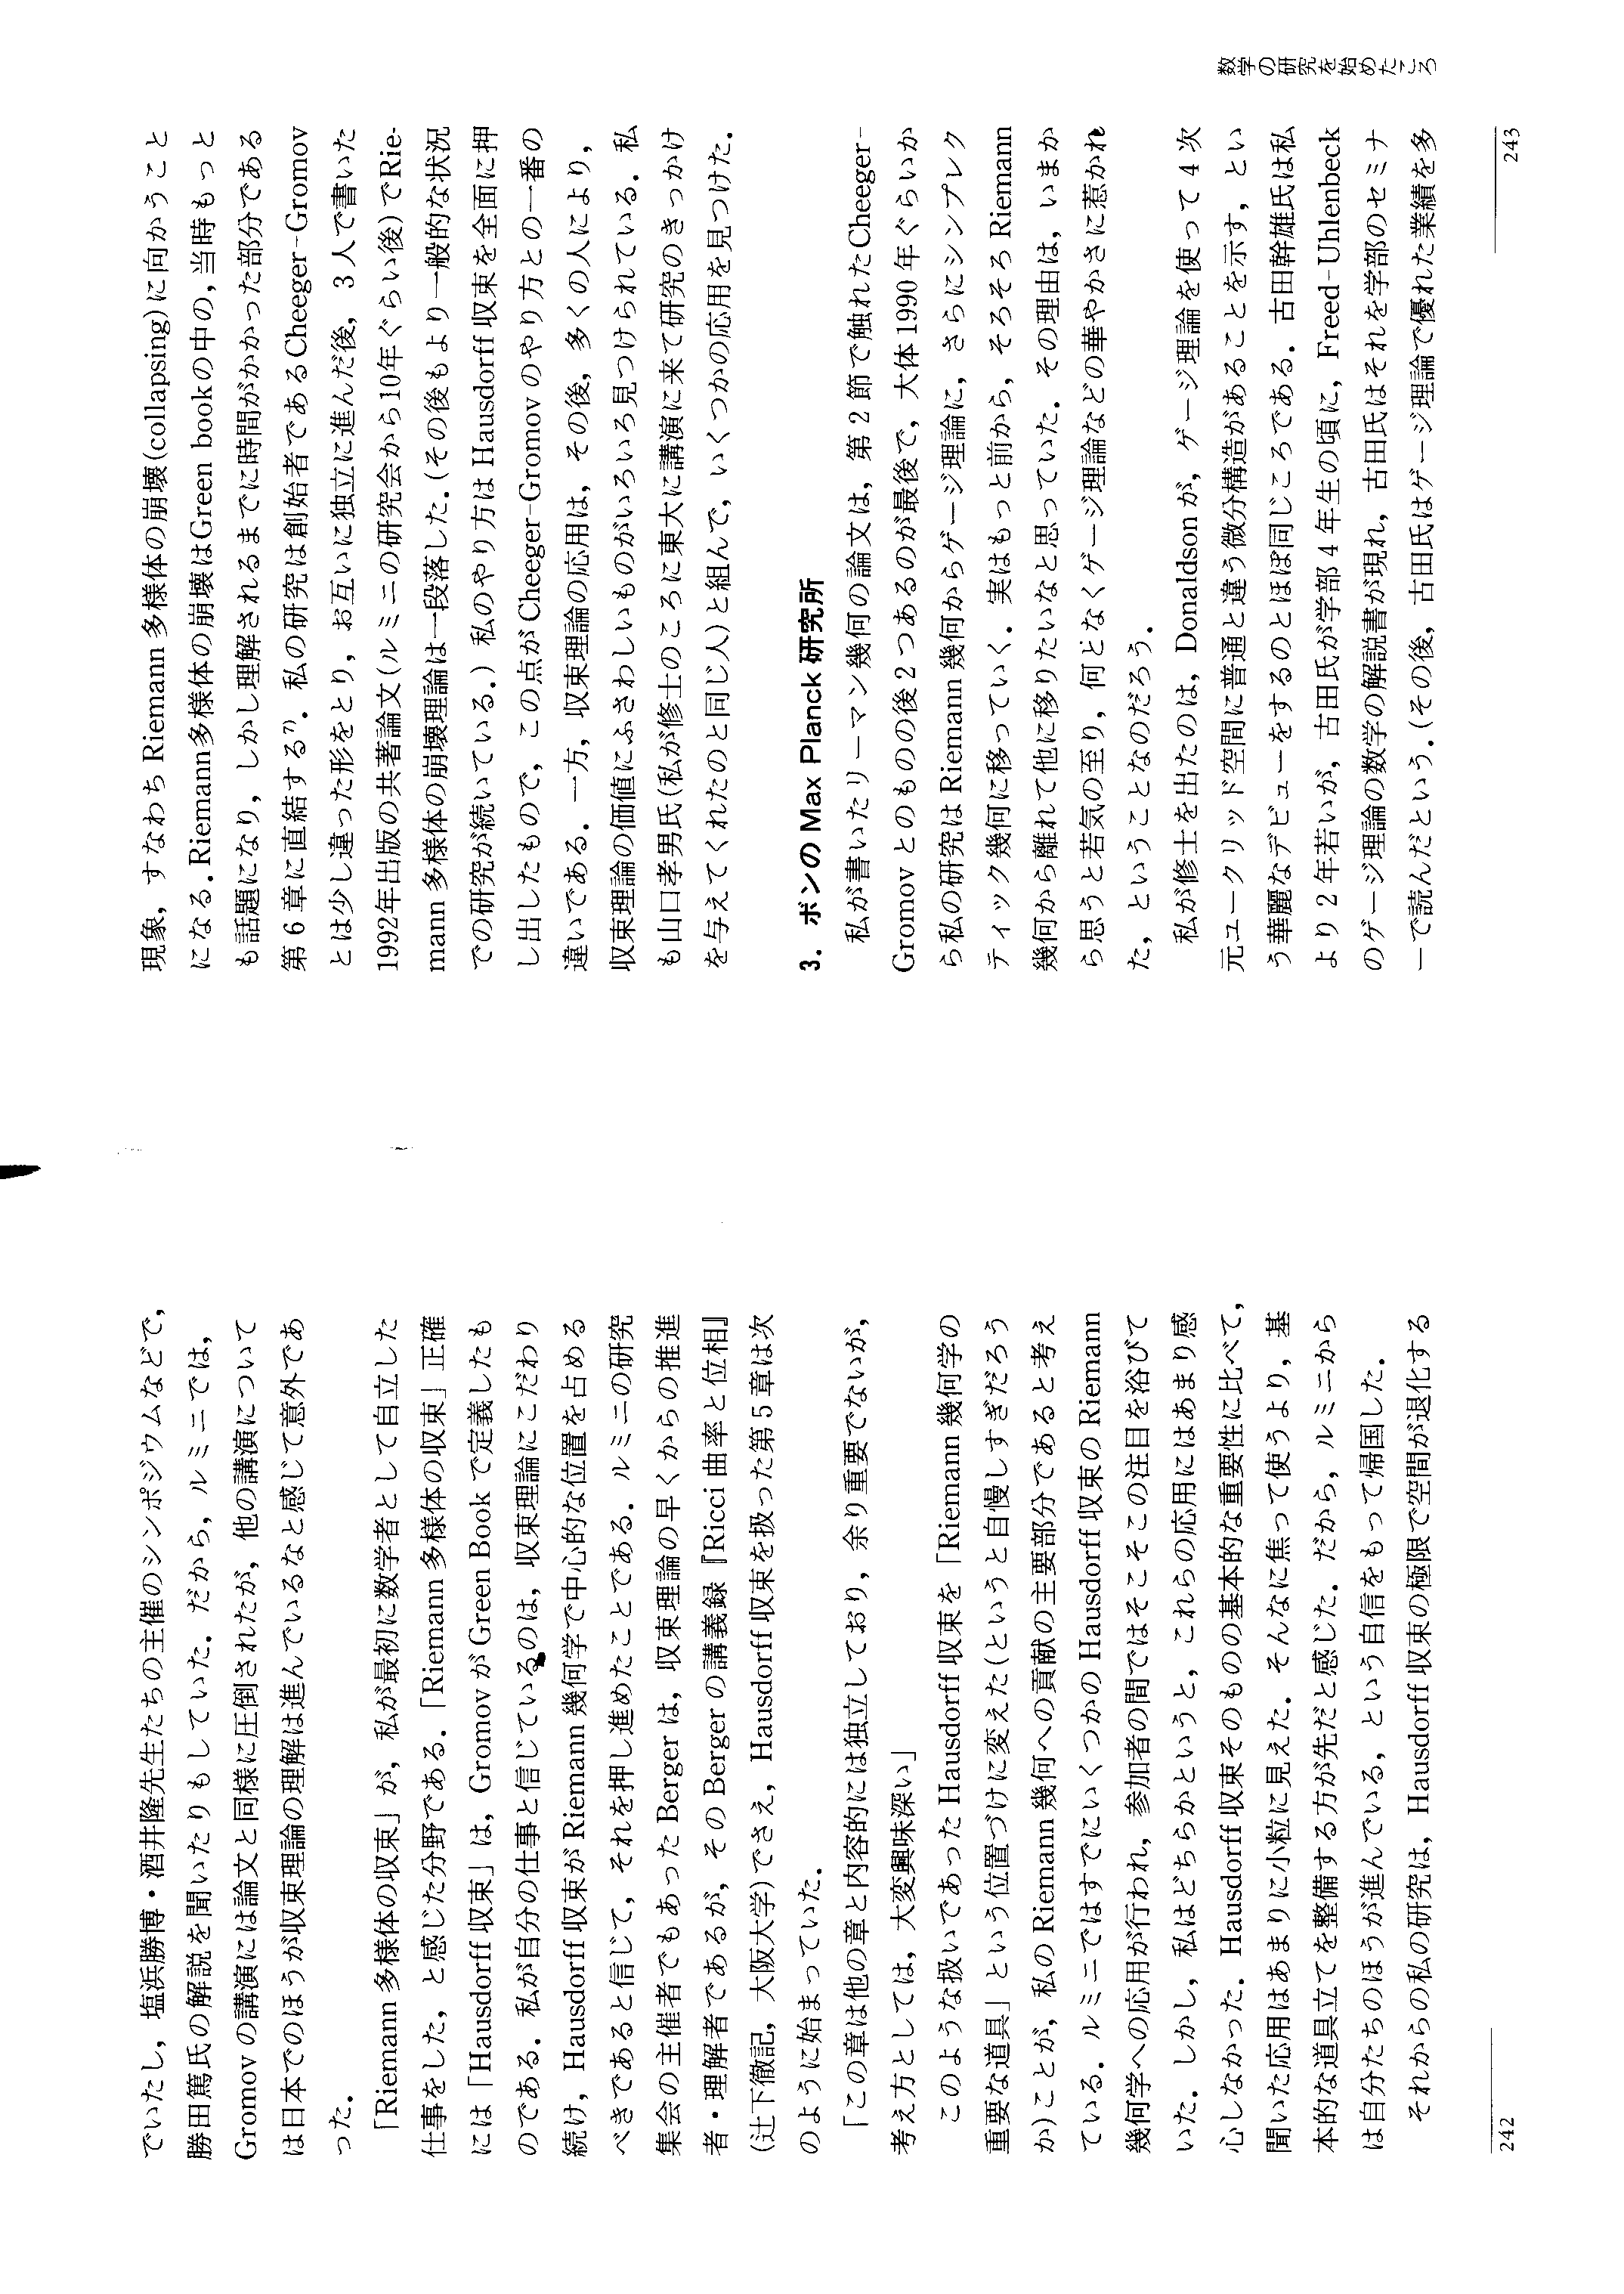 でいたし，塩浜勝博・酒井隆先生たちの主催のシンポジウムなどで，
勝田篤氏の解説を聞いたりもしていた．だから，ルミニでは，
Gromov の講演には論文と同様に圧倒されたが，他の講演について
は日本でのほうが収束理論の理解は進んでいるなと感じて意外であ
った．
「Riemann 多様体の収束」が，私が最初に数学者として自立した
仕事をした，と感じた分野である．「Riemann 多様体の収束」正確
には「Hausdorff 収束」は，Gromov が Green Book で定義したも
のである．私が自分の仕事と信じているのは，収束理論にこだわり
続け，Hausdorff 収束が Riemann 幾何学で中心的な位置を占める
べきであると信じて，それを押し進めたことである．ルミニの研究
集会の主催者でもあった Berger は，収束理論の早くからの推進
者・理解者であるが，その Berger の講義録『Ricci 曲率と位相』
(辻下徹記，大阪大学)でさえ，Hausdorff 収束を扱った第5章は次
のように始まっていた．
「この章は他の章と内容的には独立しており，余り重要でないが，
考え方としては，大変興味深い」
このような扱いであった Hausdorff 収束を「Riemann 幾何学の
重要な道具」という位置づけに変えた(というと自慢しすぎだろう
か)ことが，私の Riemann 幾何への貢献の主要部分であると考え
ている．ルミニではすでにいくつかの Hausdorff 収束の Riemann
幾何学への応用が行われ，参加者の間ではそこそこの注目を浴びて
いた．しかし，私はどちらかというと，これらの応用にはあまり感
心しなかった．Hausdorff 収束そのものの基本的な重要性に比べて，
聞いた応用はあまりに小粒に見えた．そんなに焦って使うより，基
本的な道具立てを整備する方が先だと感じた．だから，ルミニから
は自分たちのほうが進んでいる，という自信をもって帰国した．
それからの私の研究は，Hausdorff 収束の極限で空間が退化する
242
数学の研究を始めたころ
現象，すなわち Riemann 多様体の崩壊(collapsing)に向かうこと
になる．Riemann多様体の崩壊はGreen bookの中の，当時もっと
も話題になり，しかし理解されるまでに時間がかかった部分である
第6章に直結する⁷⁾．私の研究は創始者であるCheeger-Gromov
とは少し違った形をとり，お互いに独立に進んだ後，3人で書いた
1992年出版の共著論文(ルミニの研究会から10年ぐらい後)でRie-
mann 多様体の崩壊理論は一段落した．(その後もより一般的な状況
での研究が続いている．) 私のやり方は Hausdorff 収束を全面に押
し出したもので，この点が Cheeger-Gromov のやり方との一番の
違いである．一方，収束理論の応用は，その後，多くの人により，
収束理論の価値にふさわしいものがいろいろ見つけられている．私
も山口孝男氏(私が修士のころに東大に講演に来て研究のきっかけ
を与えてくれたのと同じ人)と組んで，いくつかの応用を見つけた．
3．ボンの Max Planck 研究所
私が書いたリーマン幾何の論文は，第2節で触れた Cheeger-
Gromov とのものの後2つあるのが最後で，大体1990年ぐらいか
ら私の研究は Riemann 幾何からゲージ理論に，さらにシンプレク
ティック幾何に移っていく．実はもっと前から，そろそろ Riemann
幾何から離れて他に移りたいなと思っていた．その理由は，いまか
ら思うと若気の至り，何となくゲージ理論などの華やかさに惹かれ
た，ということなのだろう．
私が修士を出たのは，Donaldson が，ゲージ理論を使って4次
元ユークリッド空間に普通と違う微分構造があることを示す，とい
う華麗なデビューをするのとほぼ同じころである．古田幹雄氏は私
より2年若いが，古田氏が学部4年生の頃に，Freed-Uhlenbeck
のゲージ理論の数学の解説書が現れ，古田氏はそれを学部のセミナ
ーで読んだという．(その後，古田氏はゲージ理論で優れた業績を多
243